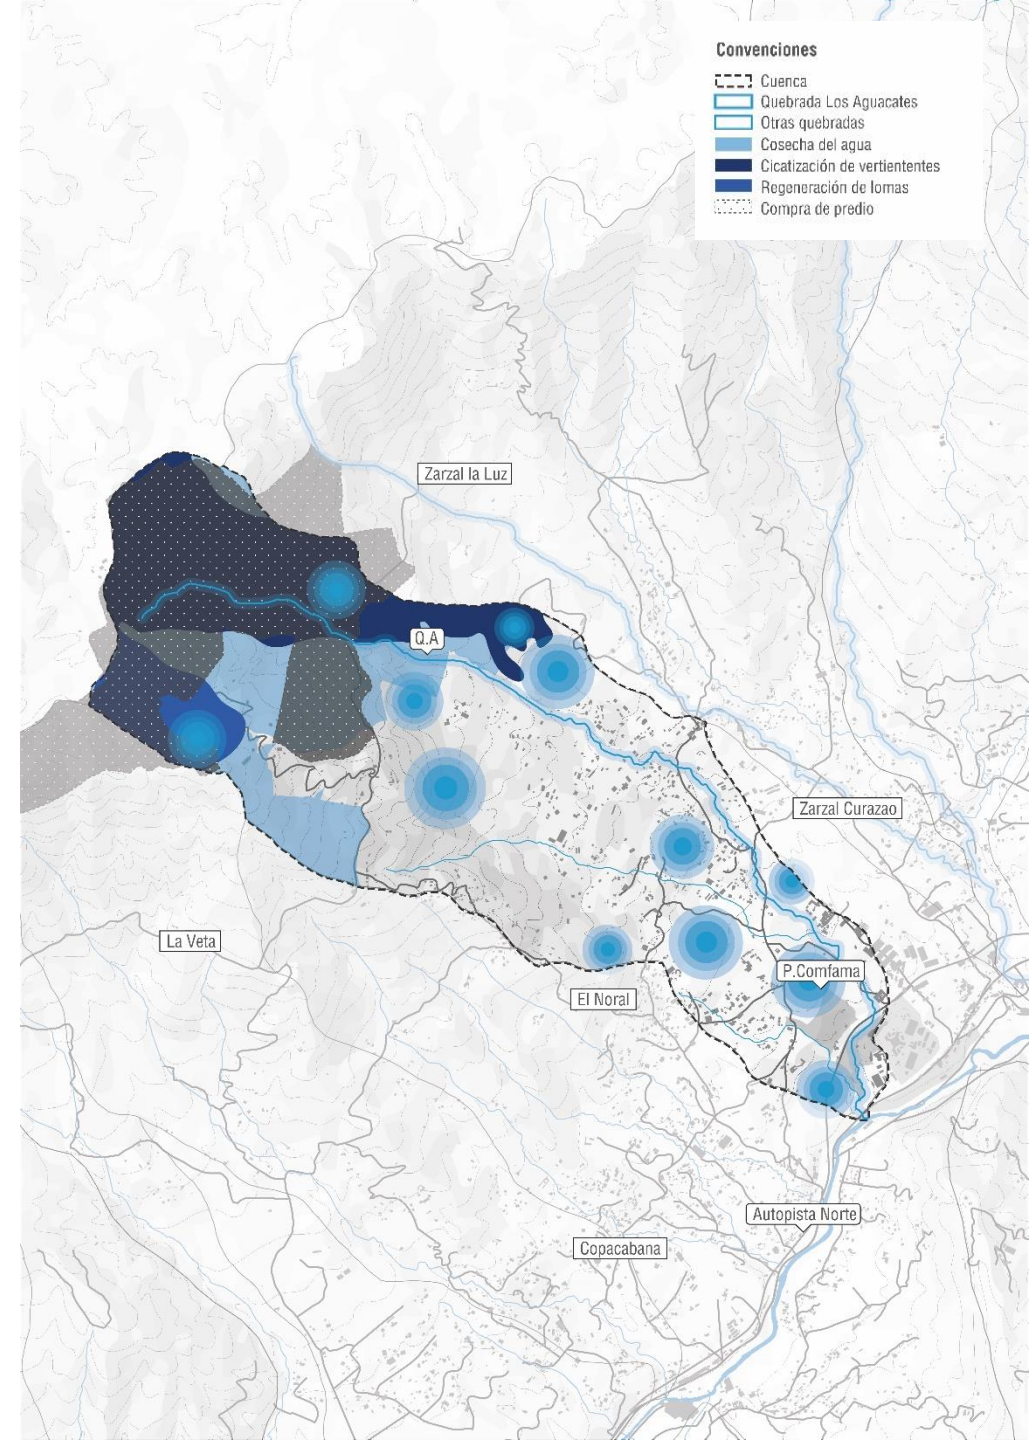 Convenciones
Cuenca
Quebrada Los Aguacates
Otras quebradas
Cosecha del agua
Cicatización de vertiententes
Regeneración de lomas
Compra de predio
Zarzal la Luz
Q.A
Zarzal Curazao
La Veta
P.Comfama
El Noral
Autopista Norte
Copacabana